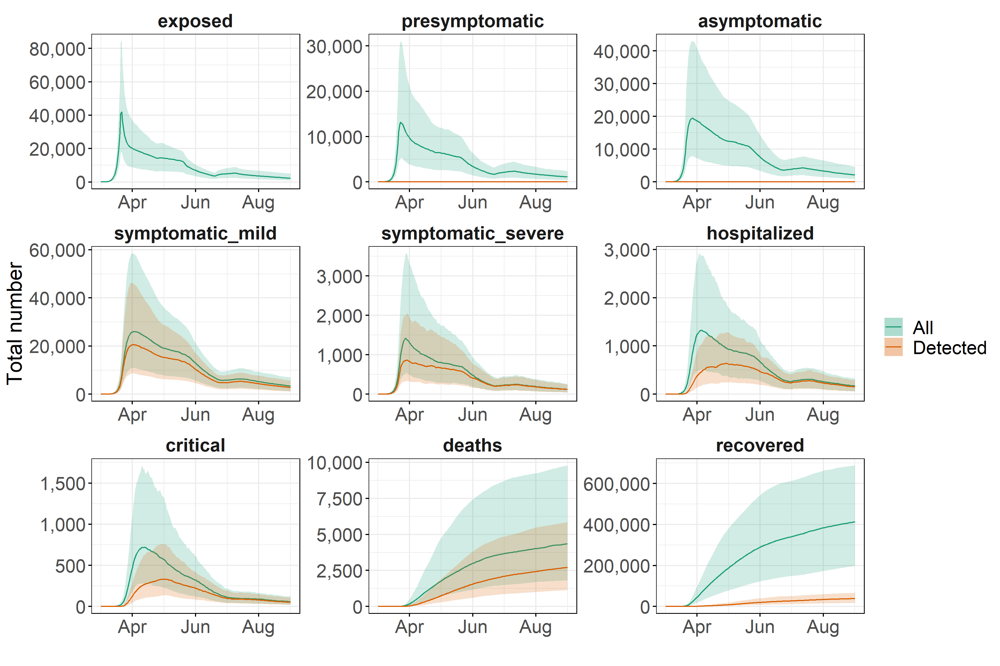 exposed
80,000
60,000
40,000
20,000
0
Apr Jun Aug
presymptomatic
30,000
20,000
10,000
0
Apr Jun Aug
asymptomatic
40,000
30,000
20,000
10,000
0
Apr Jun Aug
Total number
symptomatic_mild
60,000
40,000
20,000
0
Apr Jun Aug
symptomatic_severe
3,000
2,000
1,000
0
Apr Jun Aug
hospitalized
3,000
2,000
1,000
0
Apr Jun Aug
All
Detected
critical
1,500
1,000
500
0
Apr Jun Aug
deaths
10,000
7,500
5,000
2,500
0
Apr Jun Aug
recovered
600,000
400,000
200,000
0
Apr Jun Aug